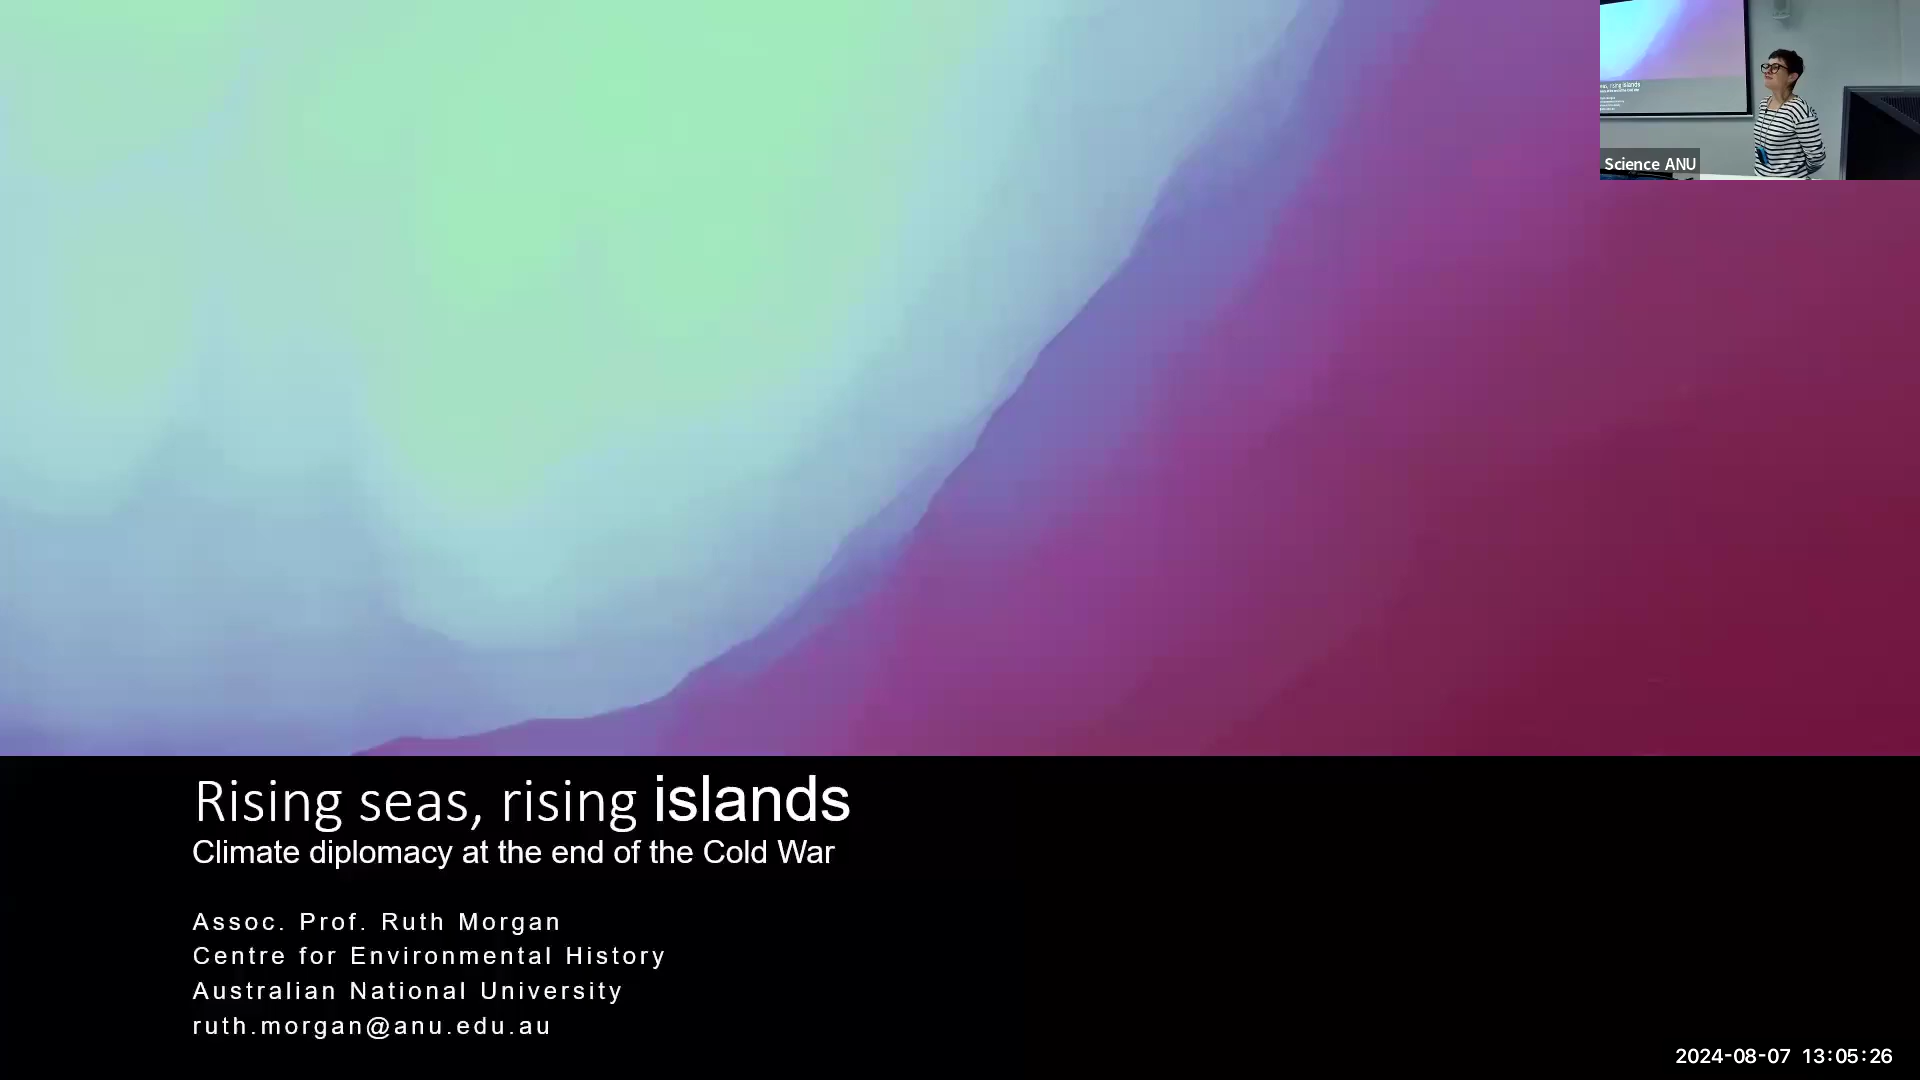 Science ANU
Rising seas, rising islands
Climate diplomacy at the end of the Cold War
Assoc. Prof. Ruth Morgan
Centre for Environmental History
Australian National University
ruth.morgan@anu.edu.au
2024-08-07 13:05:26